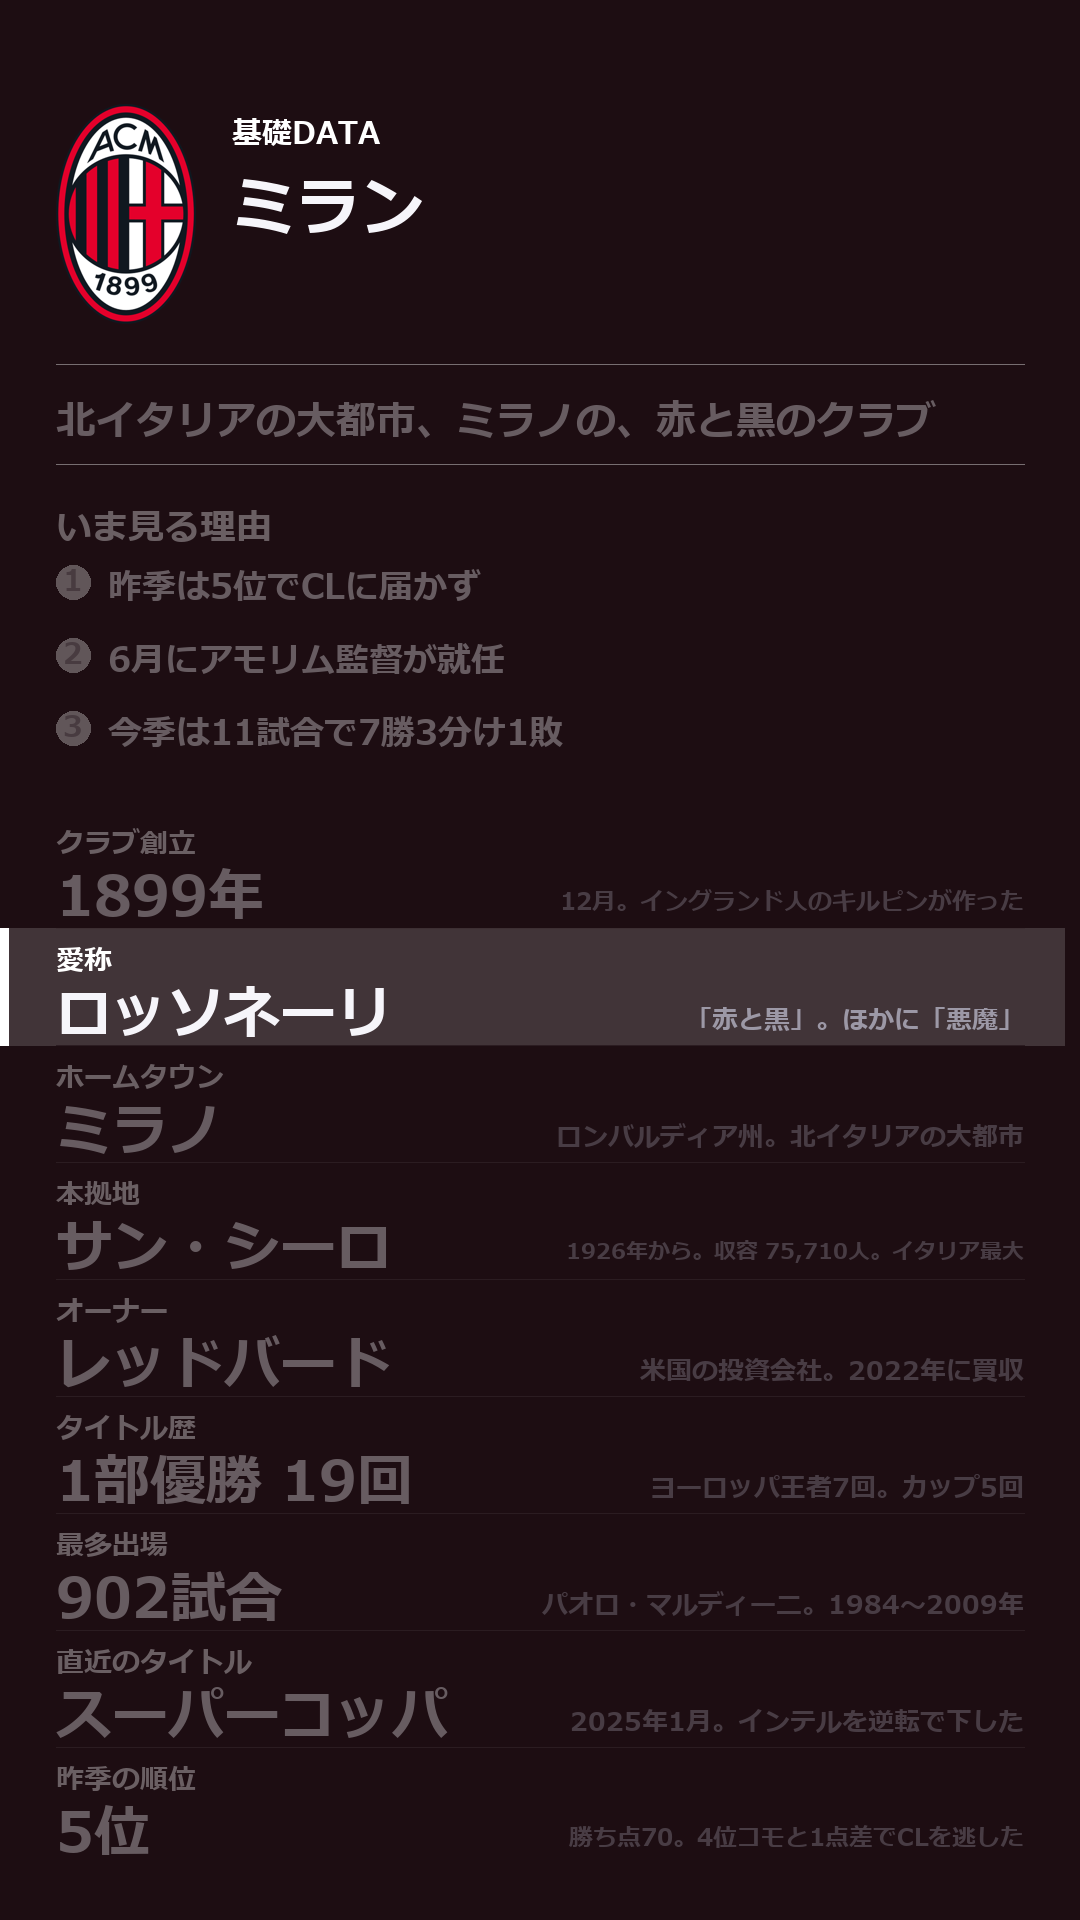 ACM
1899
基礎DATA
ミラン
北イタリアの大都市、ミラノの、赤と黒のクラブ
いま見る理由
1 昨季は5位でCLに届かず
2 6月にアモリム監督が就任
3 今季は11試合で7勝3分け1敗
クラブ創立
1899年 12月。イングランド人のキルピンが作った
愛称
ロッソネーリ 「赤と黒」。ほかに「悪魔」
ホームタウン
ミラノ ロンバルディア州。北イタリアの大都市
本拠地
サン・シーロ 1926年から。収容 75,710人。イタリア最大
オーナー
レッドバード 米国の投資会社。2022年に買収
タイトル歴
1部優勝 19回 ヨーロッパ王者7回。カップ5回
最多出場
902試合 パオロ・マルディーニ。1984〜2009年
直近のタイトル
スーパーコッパ 2025年1月。インテルを逆転で下した
昨季の順位
5位 勝ち点70。4位コモと1点差でCLを逃した